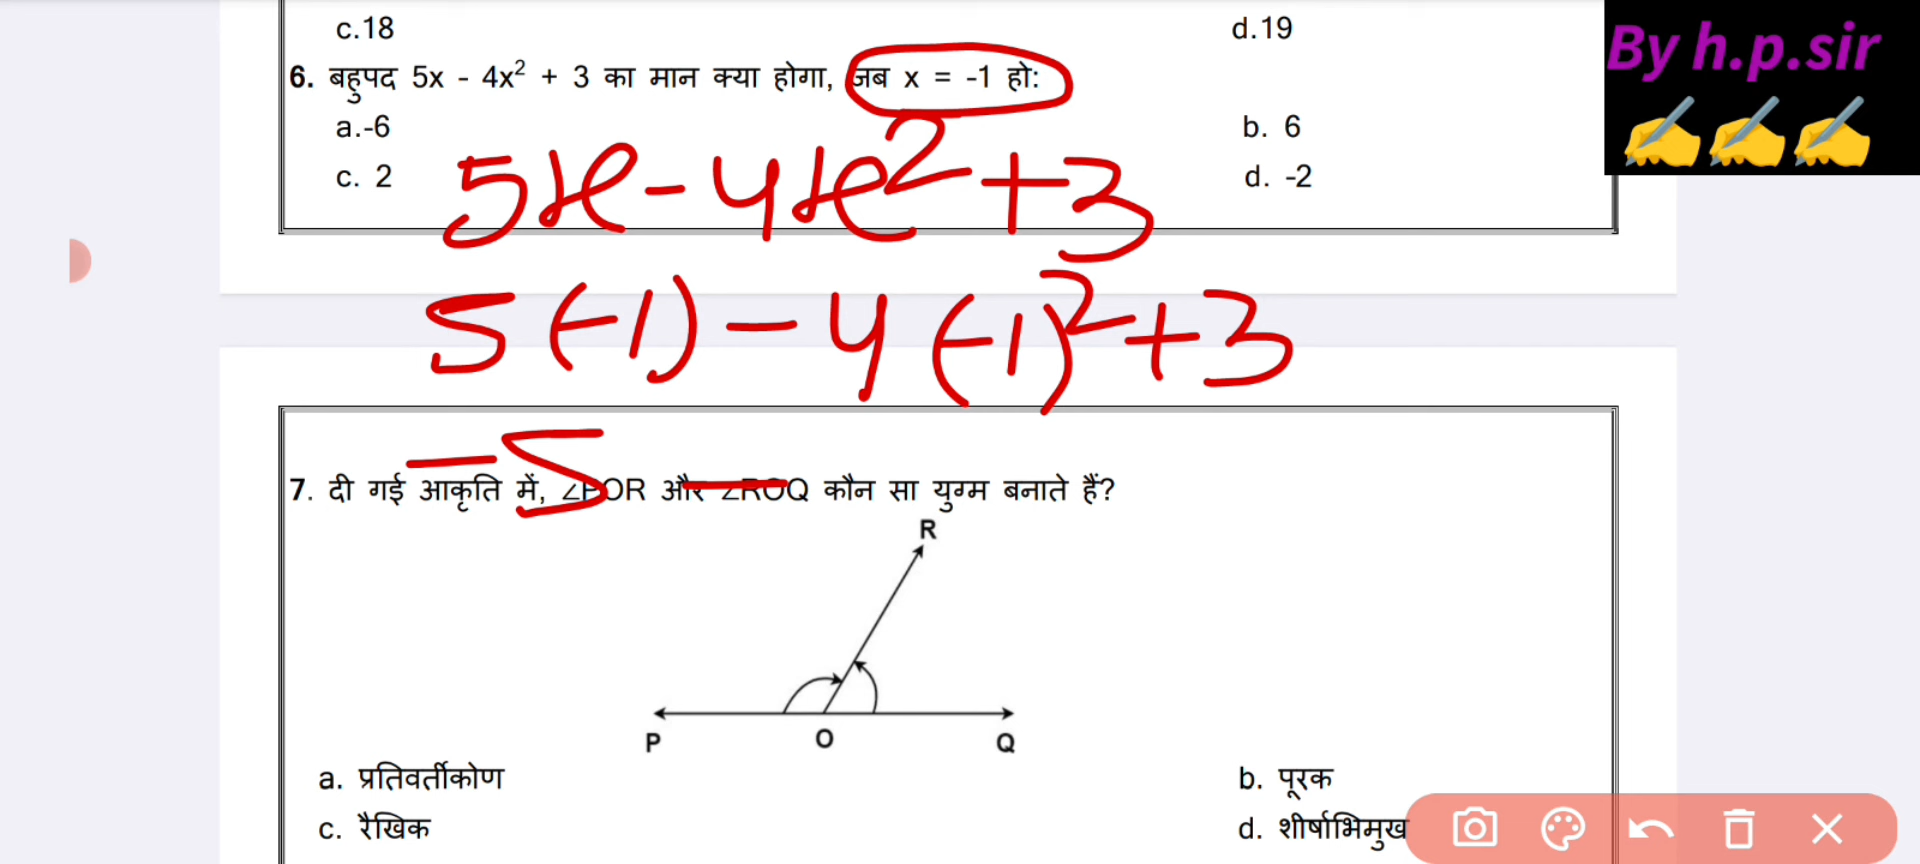 c.18 d.19
By h.p.sir
6. बहुपद 5x - 4x² + 3 का मान क्या होगा, जब x = -1 हो:
a.-6 b. 6
c. 2 d. -2
5x-4x²+3
5(-1)-4(-1)²+3
-5 -
7. दी गई आकृति में, ∠POR और ∠ROQ कौन सा युग्म बनाते हैं?
R
P O Q
a. प्रतिवर्तीकोण b. पूरक
c. रैखिक d. शीर्षाभिमुख